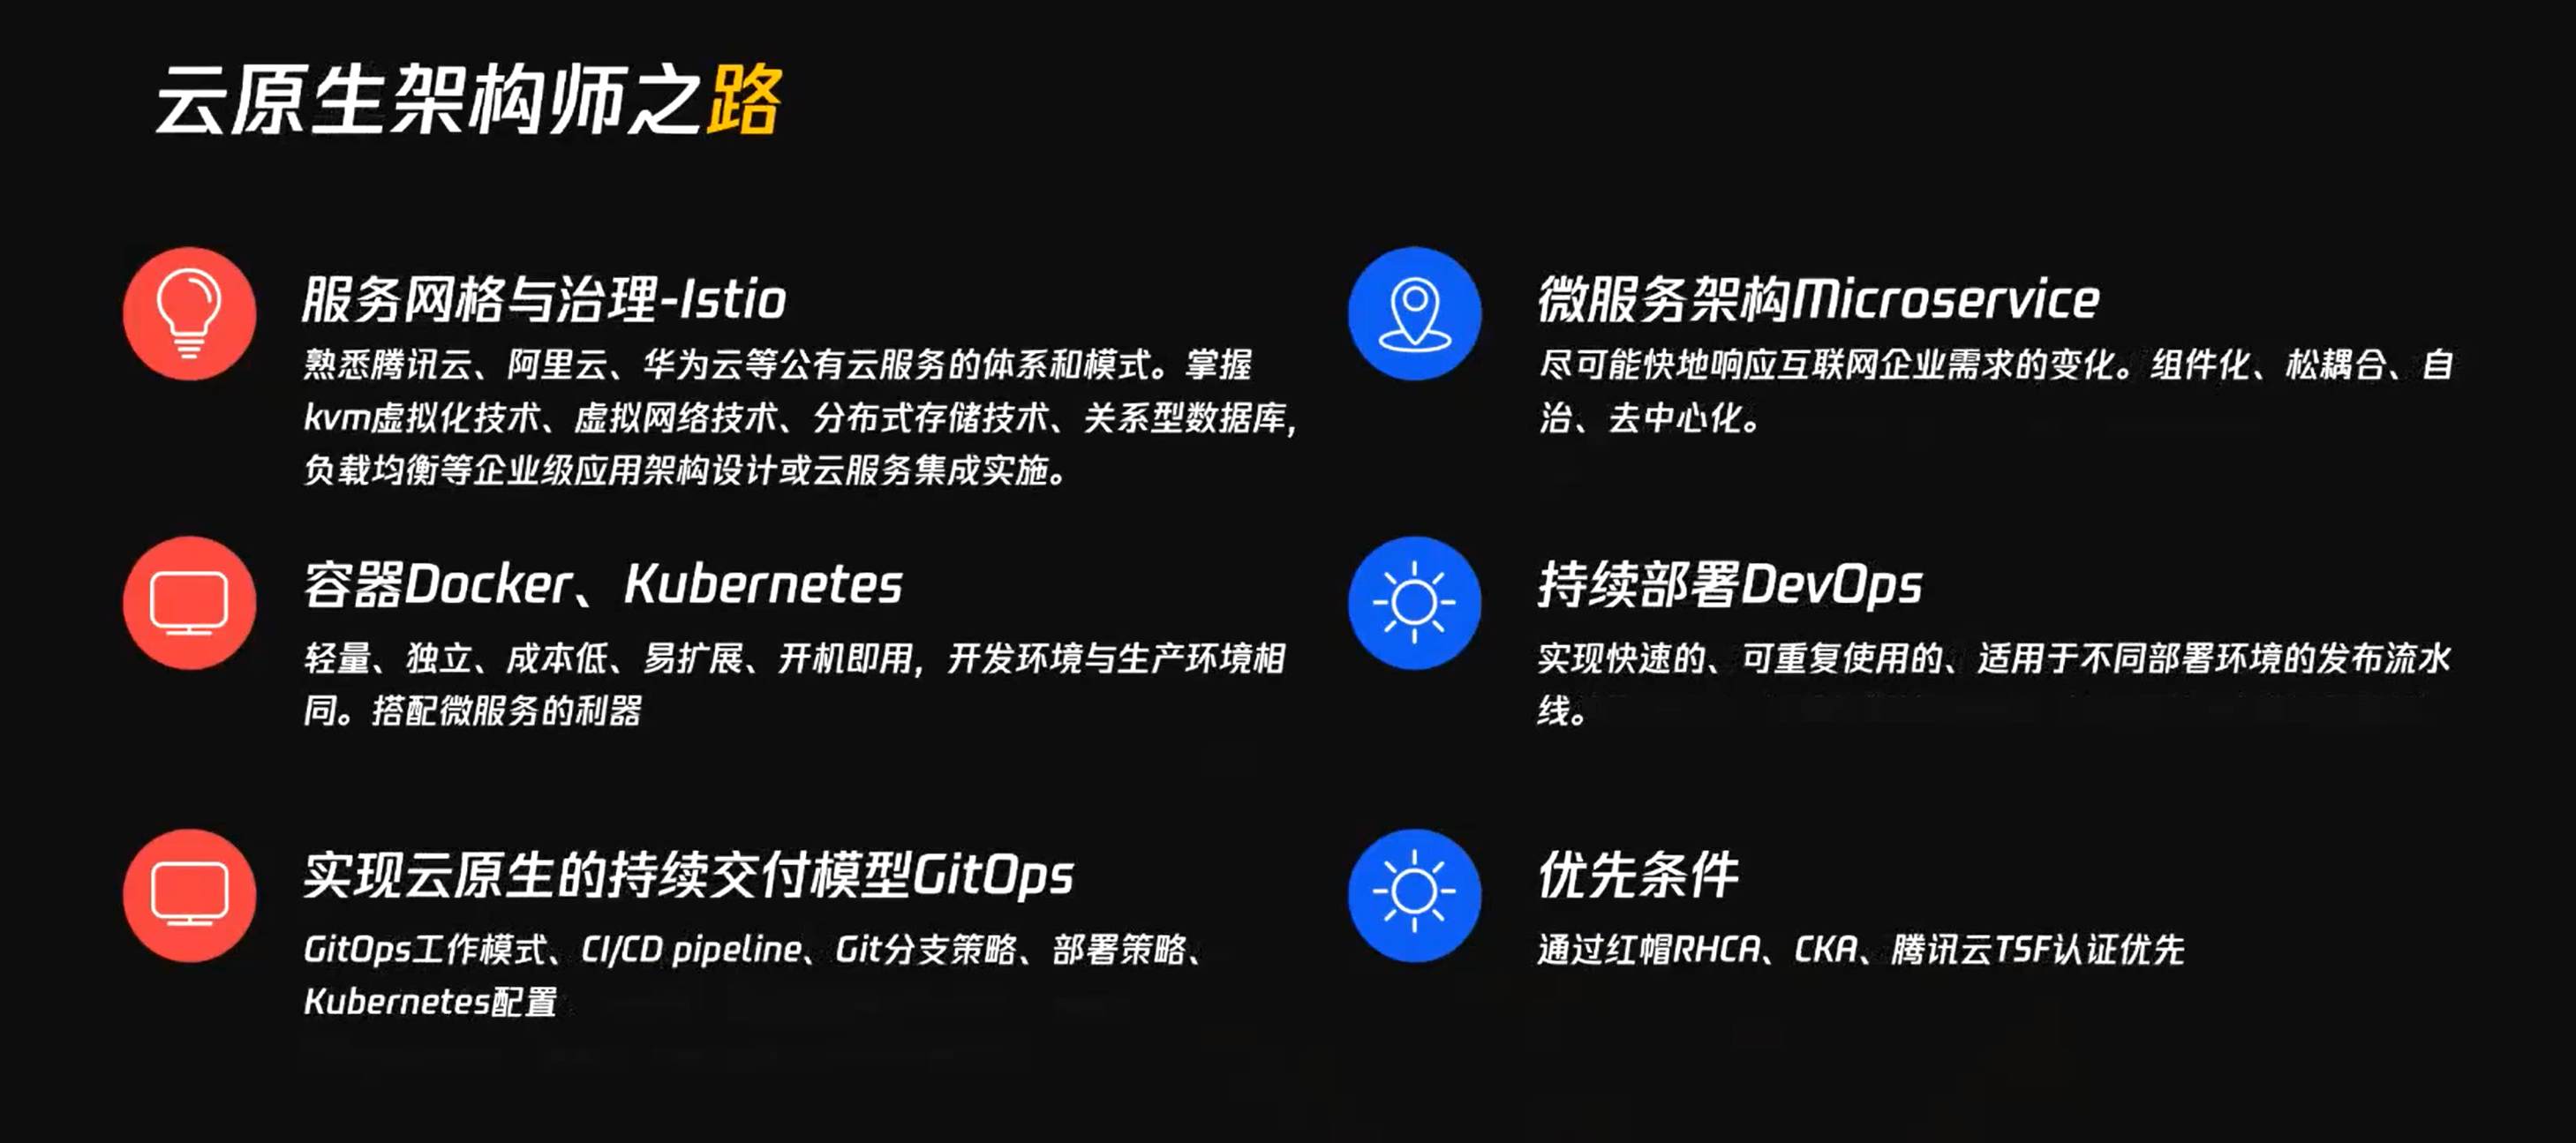 云原生架构师之路
服务网格与治理-Istio
熟悉腾讯云、阿里云、华为云等公有云服务的体系和模式。掌握
kvm虚拟化技术、虚拟网络技术、分布式存储技术、关系型数据库，
负载均衡等企业级应用架构设计或云服务集成实施。
微服务架构Microservice
尽可能快地响应互联网企业需求的变化。组件化、松耦合、自
治、去中心化。
容器Docker、Kubernetes
轻量、独立、成本低、易扩展、开机即用，开发环境与生产环境相
同。搭配微服务的利器
持续部署DevOps
实现快速的、可重复使用的、适用于不同部署环境的发布流水
线。
实现云原生的持续交付模型GitOps
GitOps工作模式、CI/CD pipeline、Git分支策略、部署策略、
Kubernetes配置
优先条件
通过红帽RHCA、CKA、腾讯云TSF认证优先